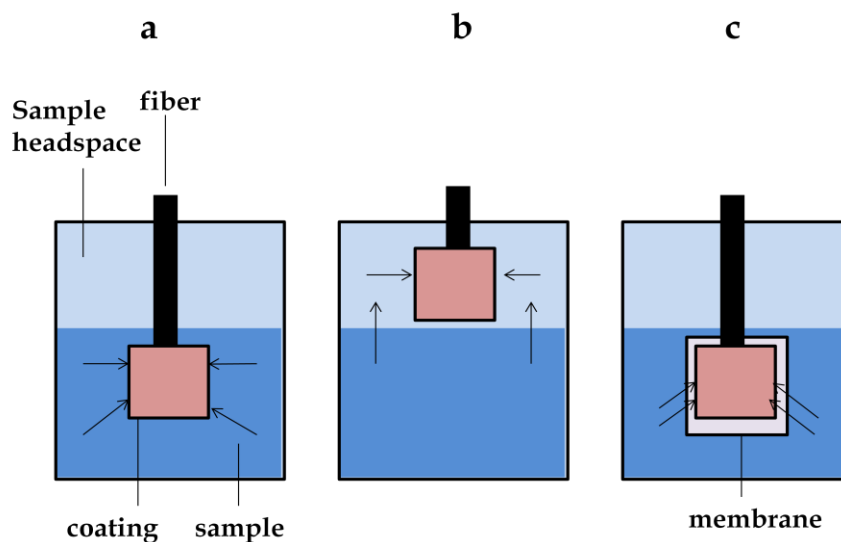 a
b
c
fiber
Sample
headspace
coating
sample
membrane